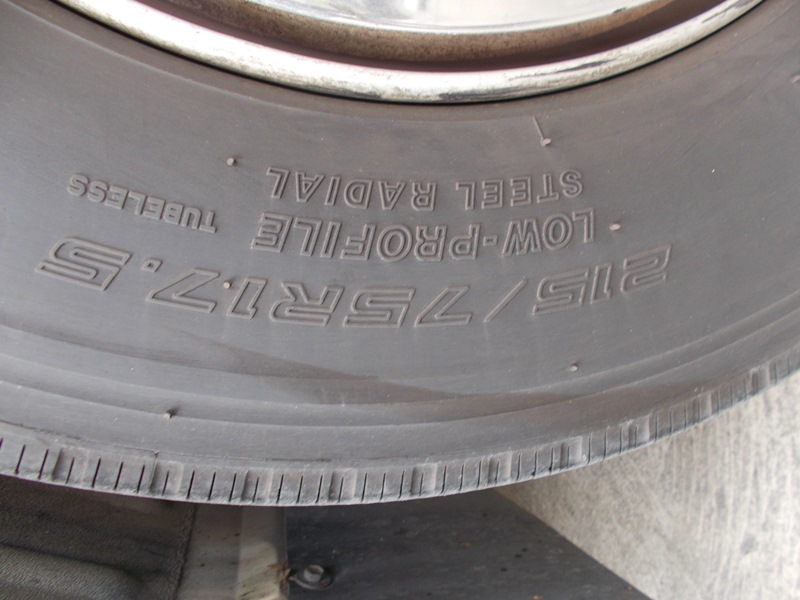 215/75R17.5
LOW-PROFILE TUBELESS
STEEL RADIAL